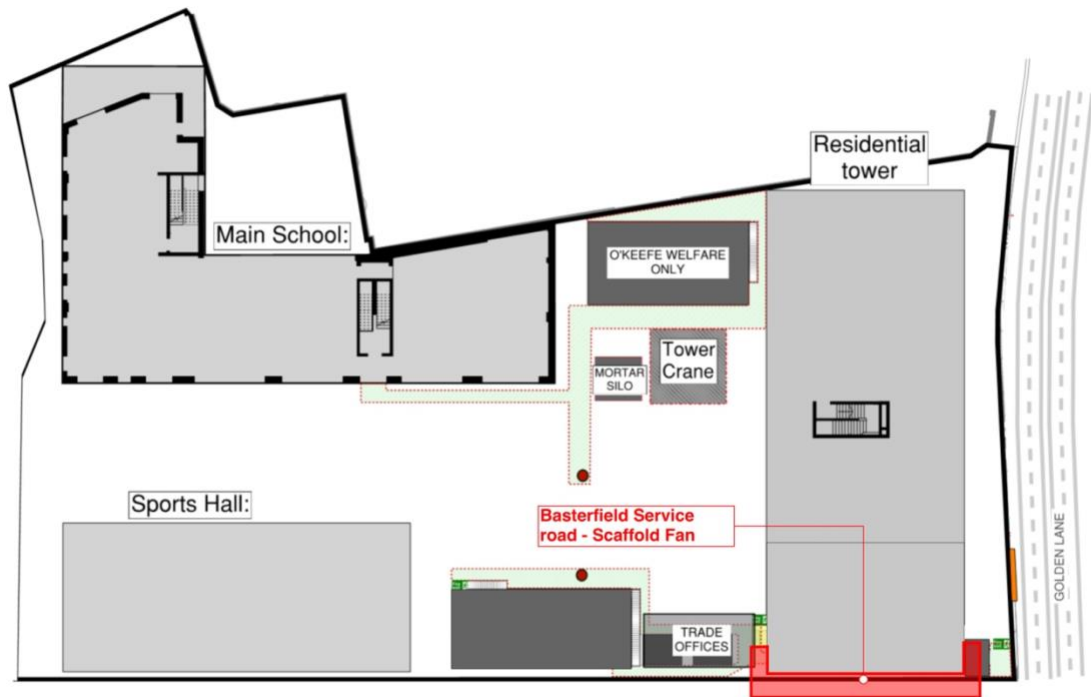 Residential
tower
Main School:
O'KEEFE WELFARE
ONLY
Tower
Crane
MORTAR
SILO
Sports Hall:
Basterfield Service
road - Scaffold Fan
GOLDEN LANE
TRADE
OFFICES